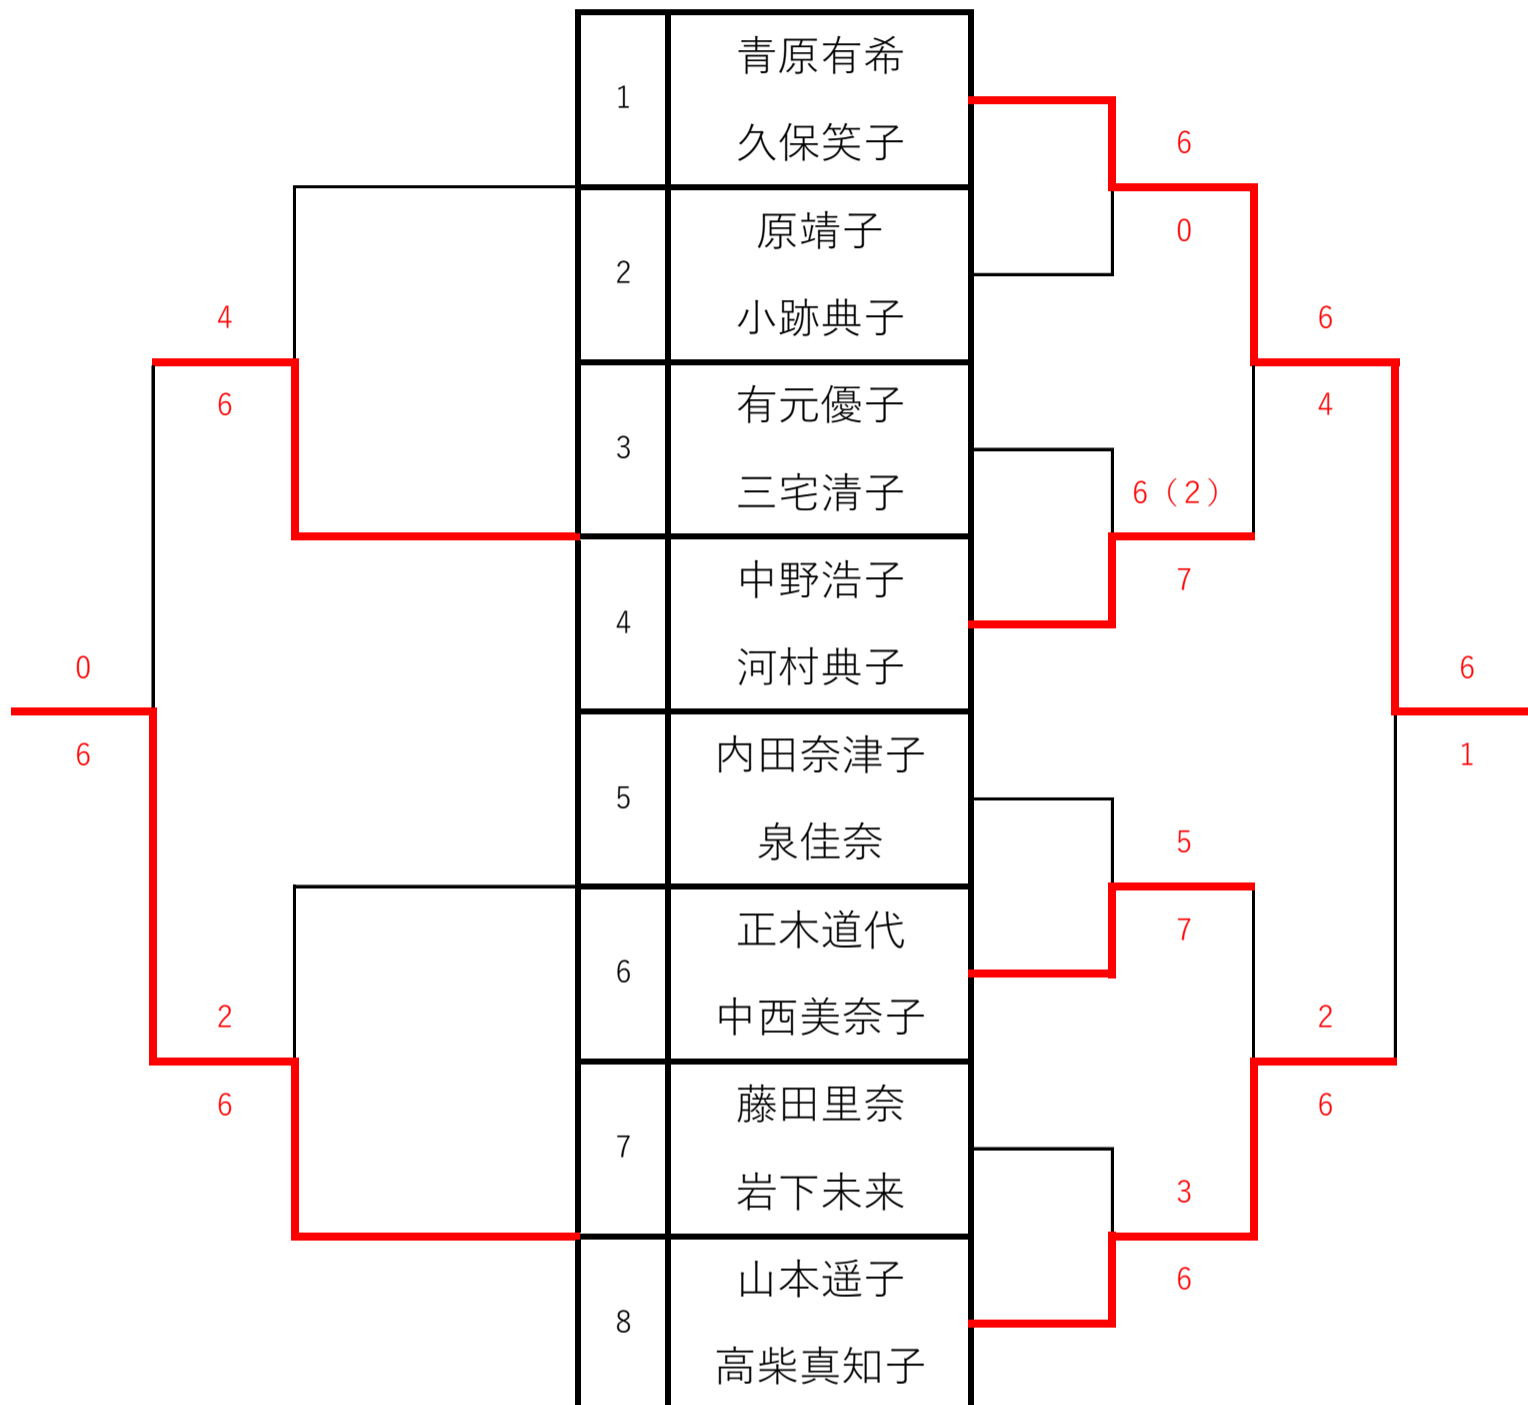 1
青原有希
久保笑子
6
0
2
原靖子
小跡典子
4
6
6
4
3
有元優子
三宅清子
6（2）
7
4
中野浩子
河村典子
0
6
6
1
5
内田奈津子
泉佳奈
5
7
6
正木道代
中西美奈子
2
6
2
6
7
藤田里奈
岩下未来
3
6
8
山本遥子
高柴真知子